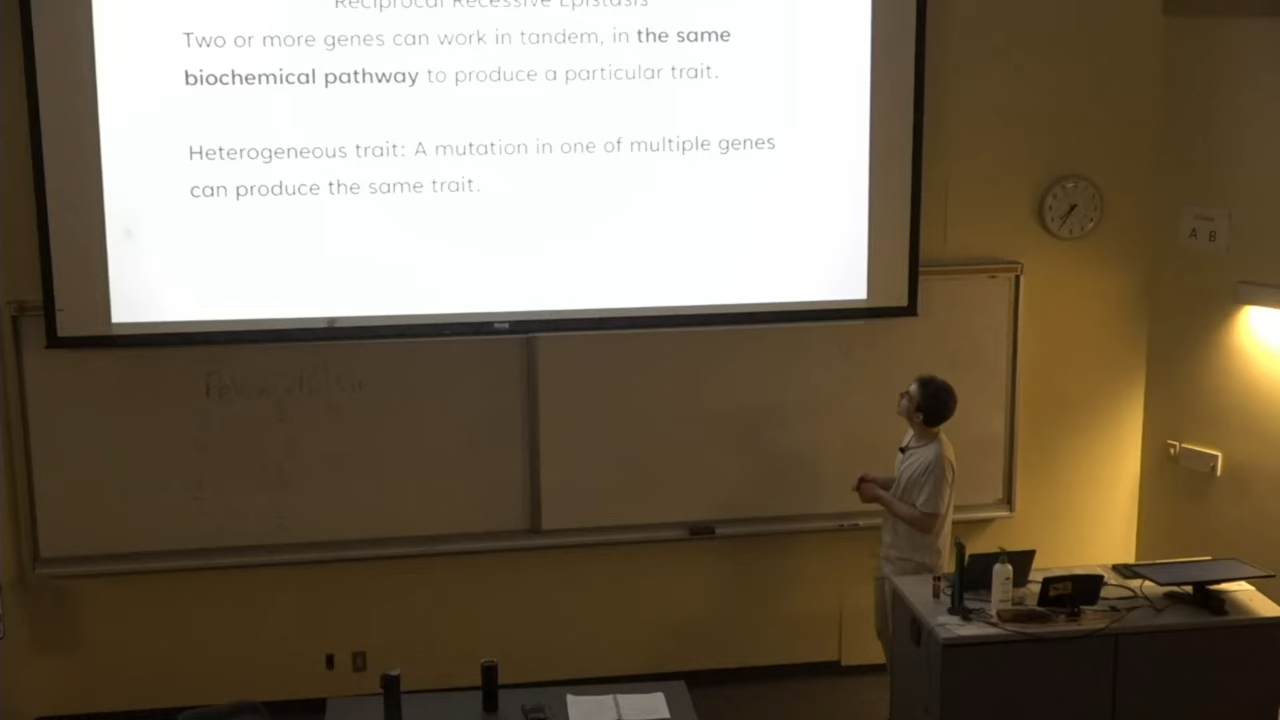 Reciprocal Recessive Epistasis
Two or more genes can work in tandem, in the same
biochemical pathway to produce a particular trait.
Heterogeneous trait: A mutation in one of multiple genes
can produce the same trait.
A B